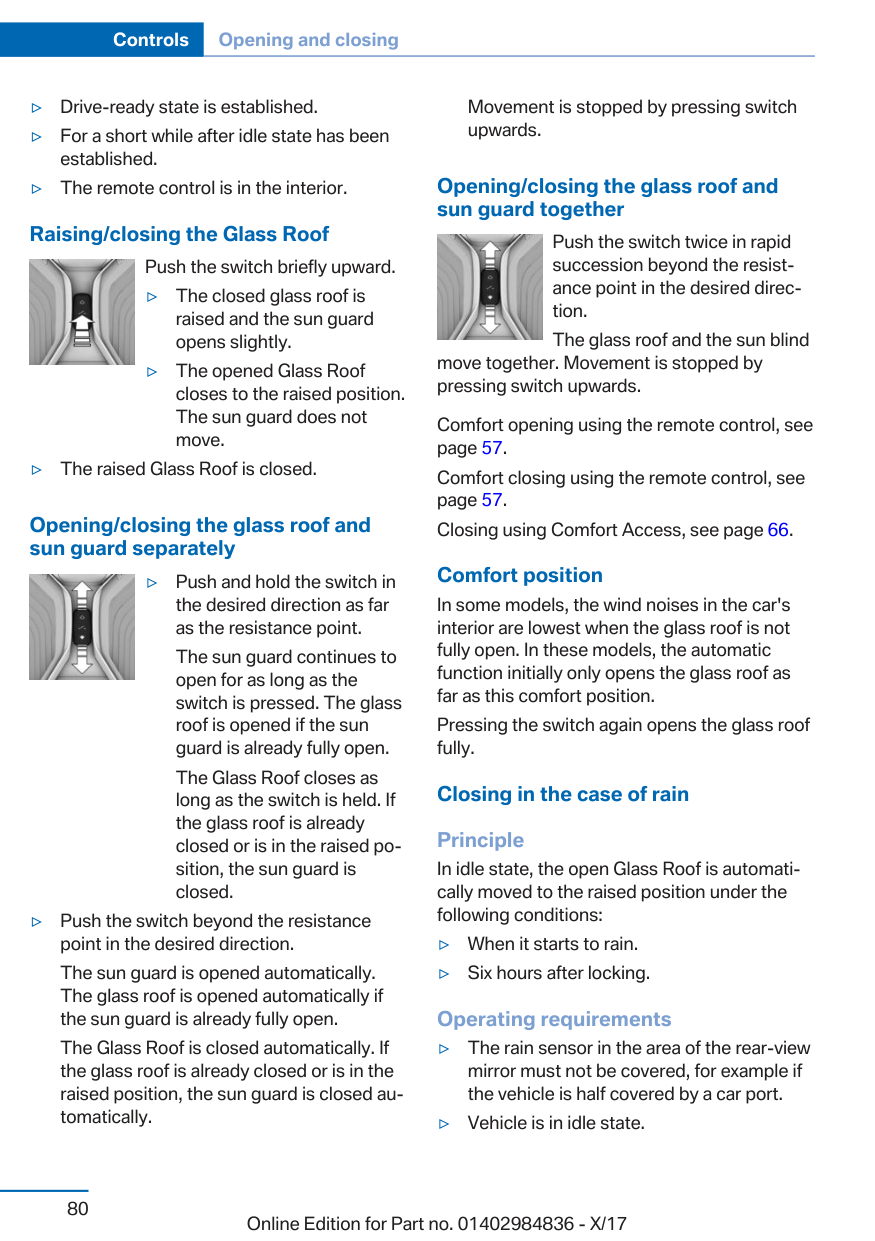 Controls Opening and closing
▷ Drive-ready state is established.
▷ For a short while after idle state has been
established.
▷ The remote control is in the interior.
Raising/closing the Glass Roof
Push the switch briefly upward.
▷ The closed glass roof is
raised and the sun guard
opens slightly.
▷ The opened Glass Roof
closes to the raised position.
The sun guard does not
move.
▷ The raised Glass Roof is closed.
Opening/closing the glass roof and
sun guard separately
▷ Push and hold the switch in
the desired direction as far
as the resistance point.
The sun guard continues to
open for as long as the
switch is pressed. The glass
roof is opened if the sun
guard is already fully open.
The Glass Roof closes as
long as the switch is held. If
the glass roof is already
closed or is in the raised po-
sition, the sun guard is
closed.
▷ Push the switch beyond the resistance
point in the desired direction.
The sun guard is opened automatically.
The glass roof is opened automatically if
the sun guard is already fully open.
The Glass Roof is closed automatically. If
the glass roof is already closed or is in the
raised position, the sun guard is closed au-
tomatically.
Movement is stopped by pressing switch
upwards.
Opening/closing the glass roof and
sun guard together
Push the switch twice in rapid
succession beyond the resist-
ance point in the desired direc-
tion.
The glass roof and the sun blind
move together. Movement is stopped by
pressing switch upwards.
Comfort opening using the remote control, see
page 57.
Comfort closing using the remote control, see
page 57.
Closing using Comfort Access, see page 66.
Comfort position
In some models, the wind noises in the car's
interior are lowest when the glass roof is not
fully open. In these models, the automatic
function initially only opens the glass roof as
far as this comfort position.
Pressing the switch again opens the glass roof
fully.
Closing in the case of rain
Principle
In idle state, the open Glass Roof is automati-
cally moved to the raised position under the
following conditions:
▷ When it starts to rain.
▷ Six hours after locking.
Operating requirements
▷ The rain sensor in the area of the rear-view
mirror must not be covered, for example if
the vehicle is half covered by a car port.
▷ Vehicle is in idle state.
80
Online Edition for Part no. 01402984836 - X/17